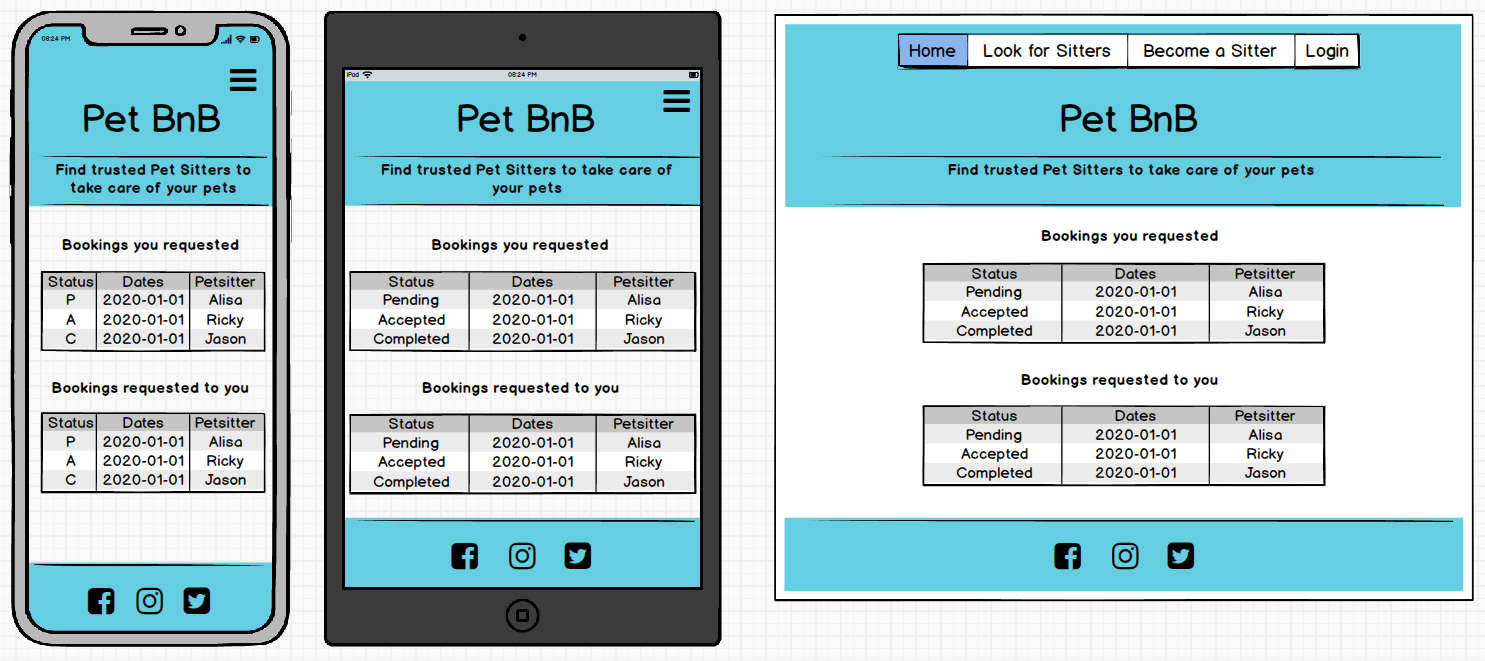 08:24 PM
Pet BnB
Find trusted Pet Sitters to
take care of your pets
Bookings you requested
Status Dates Petsitter
P 2020-01-01 Alisa
A 2020-01-01 Ricky
C 2020-01-01 Jason
Bookings requested to you
Status Dates Petsitter
P 2020-01-01 Alisa
A 2020-01-01 Ricky
C 2020-01-01 Jason
iPad 08:24 PM
Pet BnB
Find trusted Pet Sitters to take care of
your pets
Bookings you requested
Status Dates Petsitter
Pending 2020-01-01 Alisa
Accepted 2020-01-01 Ricky
Completed 2020-01-01 Jason
Bookings requested to you
Status Dates Petsitter
Pending 2020-01-01 Alisa
Accepted 2020-01-01 Ricky
Completed 2020-01-01 Jason
Home Look for Sitters Become a Sitter Login
Pet BnB
Find trusted Pet Sitters to take care of your pets
Bookings you requested
Status Dates Petsitter
Pending 2020-01-01 Alisa
Accepted 2020-01-01 Ricky
Completed 2020-01-01 Jason
Bookings requested to you
Status Dates Petsitter
Pending 2020-01-01 Alisa
Accepted 2020-01-01 Ricky
Completed 2020-01-01 Jason